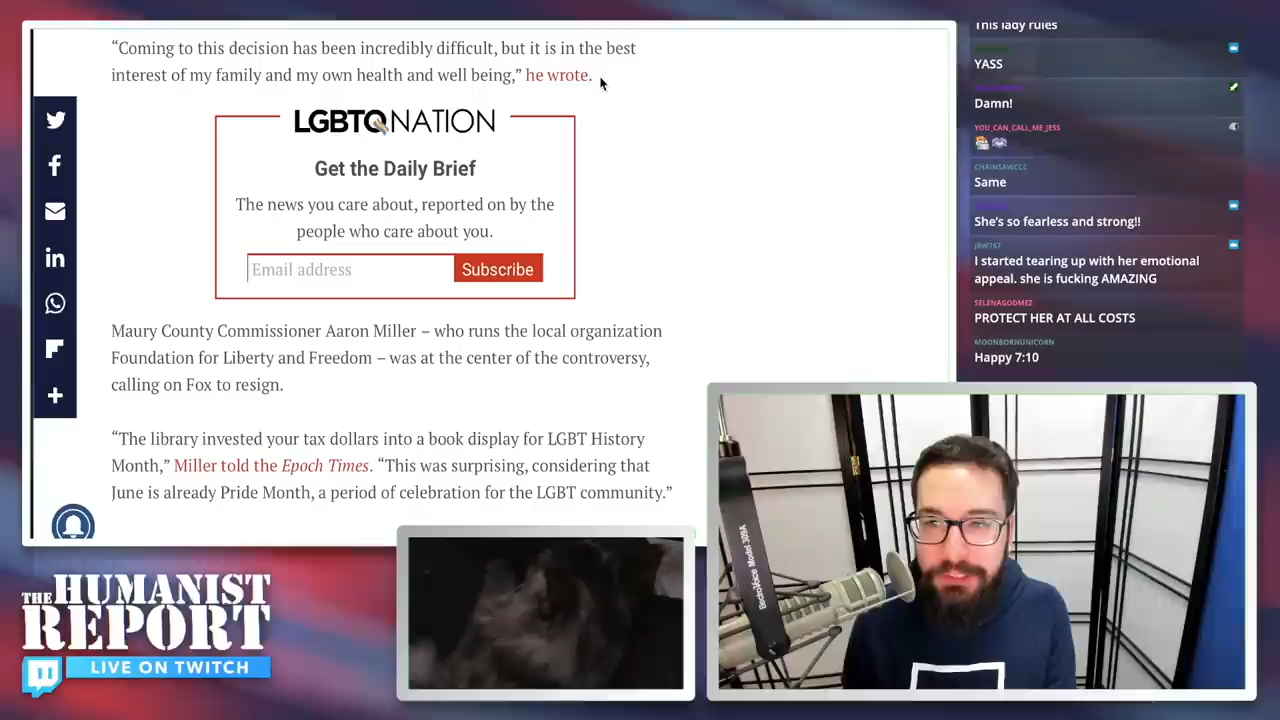 “Coming to this decision has been incredibly difficult, but it is in the best
interest of my family and my own health and well being,” he wrote.
LGBTQ NATION
Get the Daily Brief
The news you care about, reported on by the
people who care about you.
Email address
Subscribe
Maury County Commissioner Aaron Miller – who runs the local organization
Foundation for Liberty and Freedom – was at the center of the controversy,
calling on Fox to resign.
“The library invested your tax dollars into a book display for LGBT History
Month,” Miller told the Epoch Times. “This was surprising, considering that
June is already Pride Month, a period of celebration for the LGBT community.”
This lady rules
YASS
Damn!
YOU_CAN_CALL_ME_JESS
CHAINSAWCCC
Same
She’s so fearless and strong!!
JRW767
I started tearing up with her emotional
appeal. she is fucking AMAZING
SELENAGODMEZ
PROTECT HER AT ALL COSTS
MOONBORNUNICORN
Happy 7:10
THE
HUMANIST
REPORT
LIVE ON TWITCH
ElectroVoice Model 309A